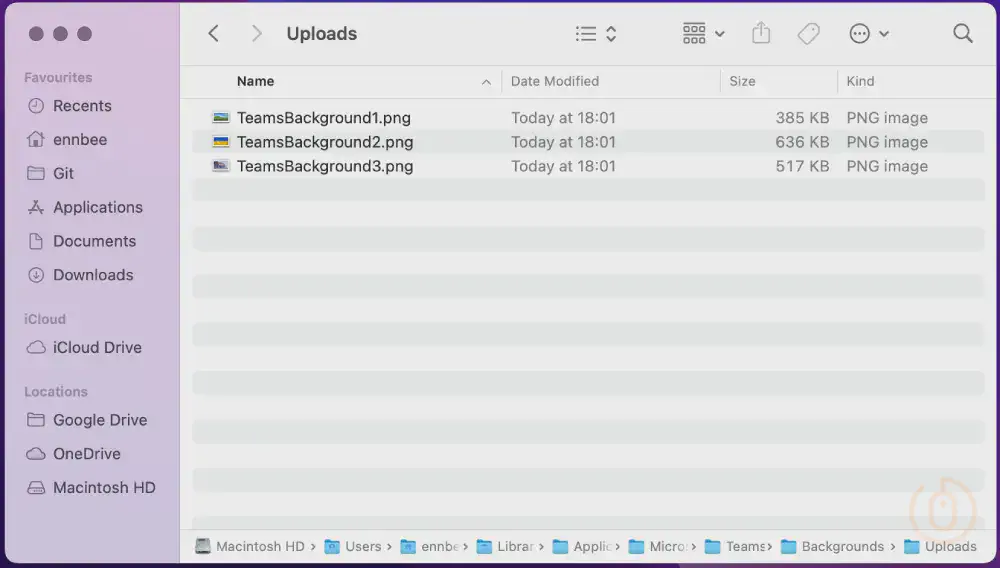 Uploads
Favourites
Recents
ennbee
Git
Applications
Documents
Downloads
iCloud
iCloud Drive
Locations
Google Drive
OneDrive
Macintosh HD
Name Date Modified Size Kind
TeamsBackground1.png Today at 18:01 385 KB PNG image
TeamsBackground2.png Today at 18:01 636 KB PNG image
TeamsBackground3.png Today at 18:01 517 KB PNG image
Macintosh HD › Users › ennbe › Librar › Applic › Micro › Teams › Backgrounds › Uploads